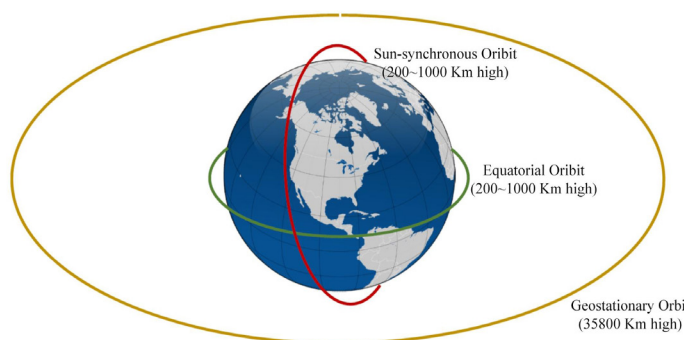 Sun-synchronous Oribit
(200~1000 Km high)
Equatorial Oribit
(200~1000 Km high)
Geostationary Orbi
(35800 Km high)